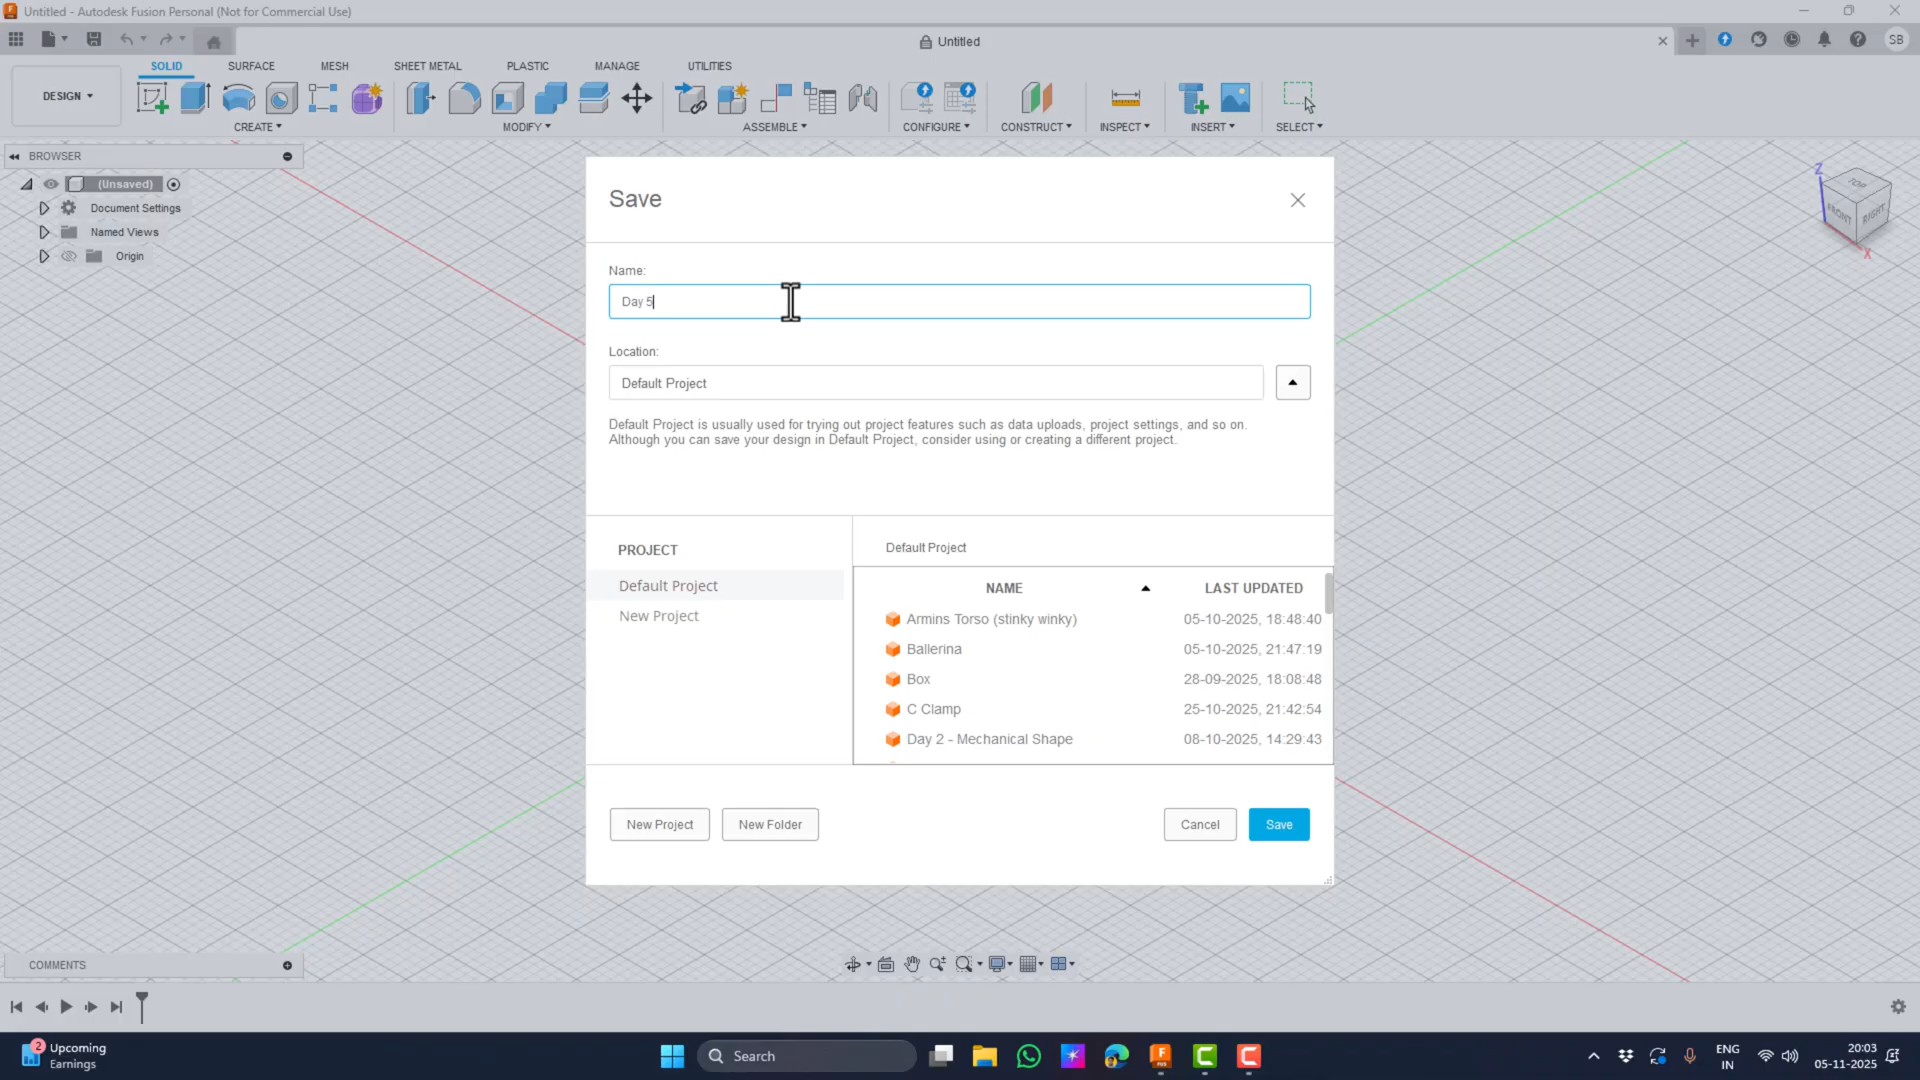 Untitled - Autodesk Fusion Personal (Not for Commercial Use)
Untitled
SB
SOLID SURFACE MESH SHEET METAL PLASTIC MANAGE UTILITIES
DESIGN
CREATE MODIFY ASSEMBLE CONFIGURE CONSTRUCT INSPECT INSERT SELECT
BROWSER
(Unsaved)
Document Settings
Named Views
Origin
Z
TOP
FRONT RIGHT
X
Save
Name:
Day 5
Location:
Default Project
Default Project is usually used for trying out project features such as data uploads, project settings, and so on.
Although you can save your design in Default Project, consider using or creating a different project.
PROJECT
Default Project
New Project
Default Project
NAME LAST UPDATED
Armins Torso (stinky winky) 05-10-2025, 18:48:40
Ballerina 05-10-2025, 21:47:19
Box 28-09-2025, 18:08:48
C Clamp 25-10-2025, 21:42:54
Day 2 - Mechanical Shape 08-10-2025, 14:29:43
New Project New Folder Cancel Save
COMMENTS
2
Upcoming
Earnings
Search
ENG
IN
20:03
05-11-2025